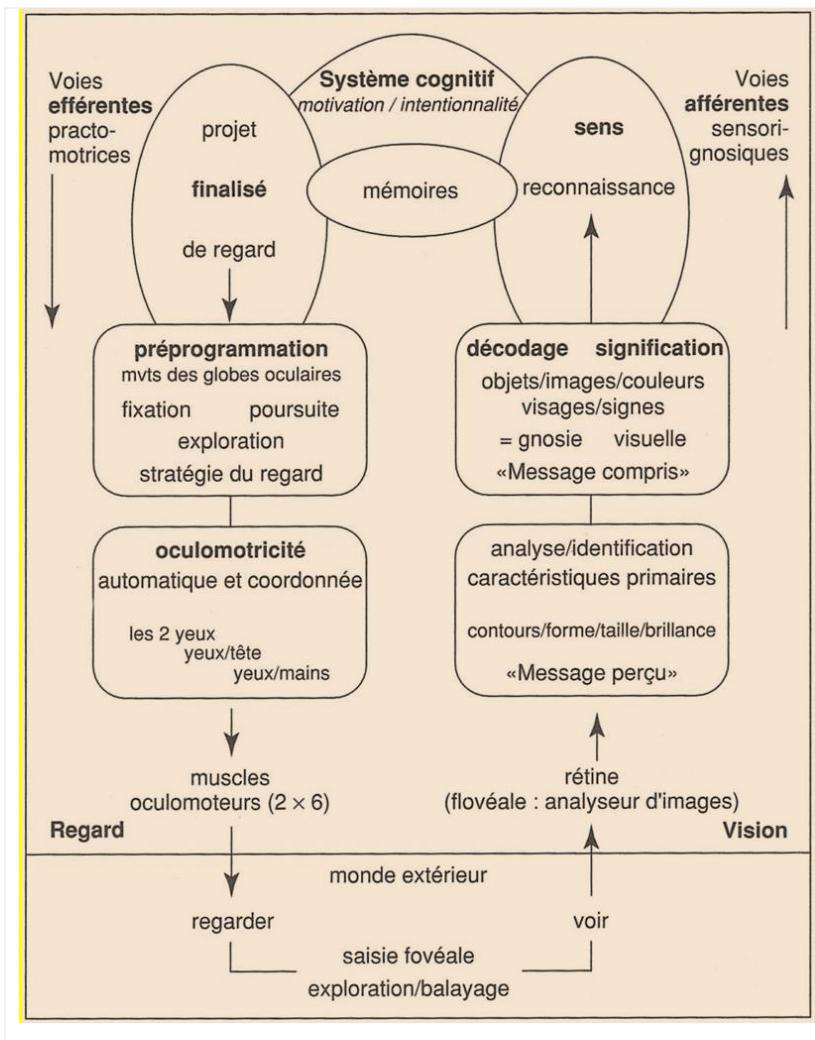 Voies
efférentes
practo-
motrices
Système cognitif
motivation / intentionnalité
Voies
afférentes
sensori-
gnosiques
projet
finalisé
de regard
mémoires
sens
reconnaissance
préprogrammation
mvts des globes oculaires
fixation poursuite
exploration
stratégie du regard
décodage signification
objets/images/couleurs
visages/signes
= gnosie visuelle
«Message compris»
oculomotricité
automatique et coordonnée
les 2 yeux
yeux/tête
yeux/mains
analyse/identification
caractéristiques primaires
contours/forme/taille/brillance
«Message perçu»
muscles
oculomoteurs (2 × 6)
rétine
(flovéale : analyseur d'images)
Regard
Vision
monde extérieur
regarder
voir
saisie fovéale
exploration/balayage